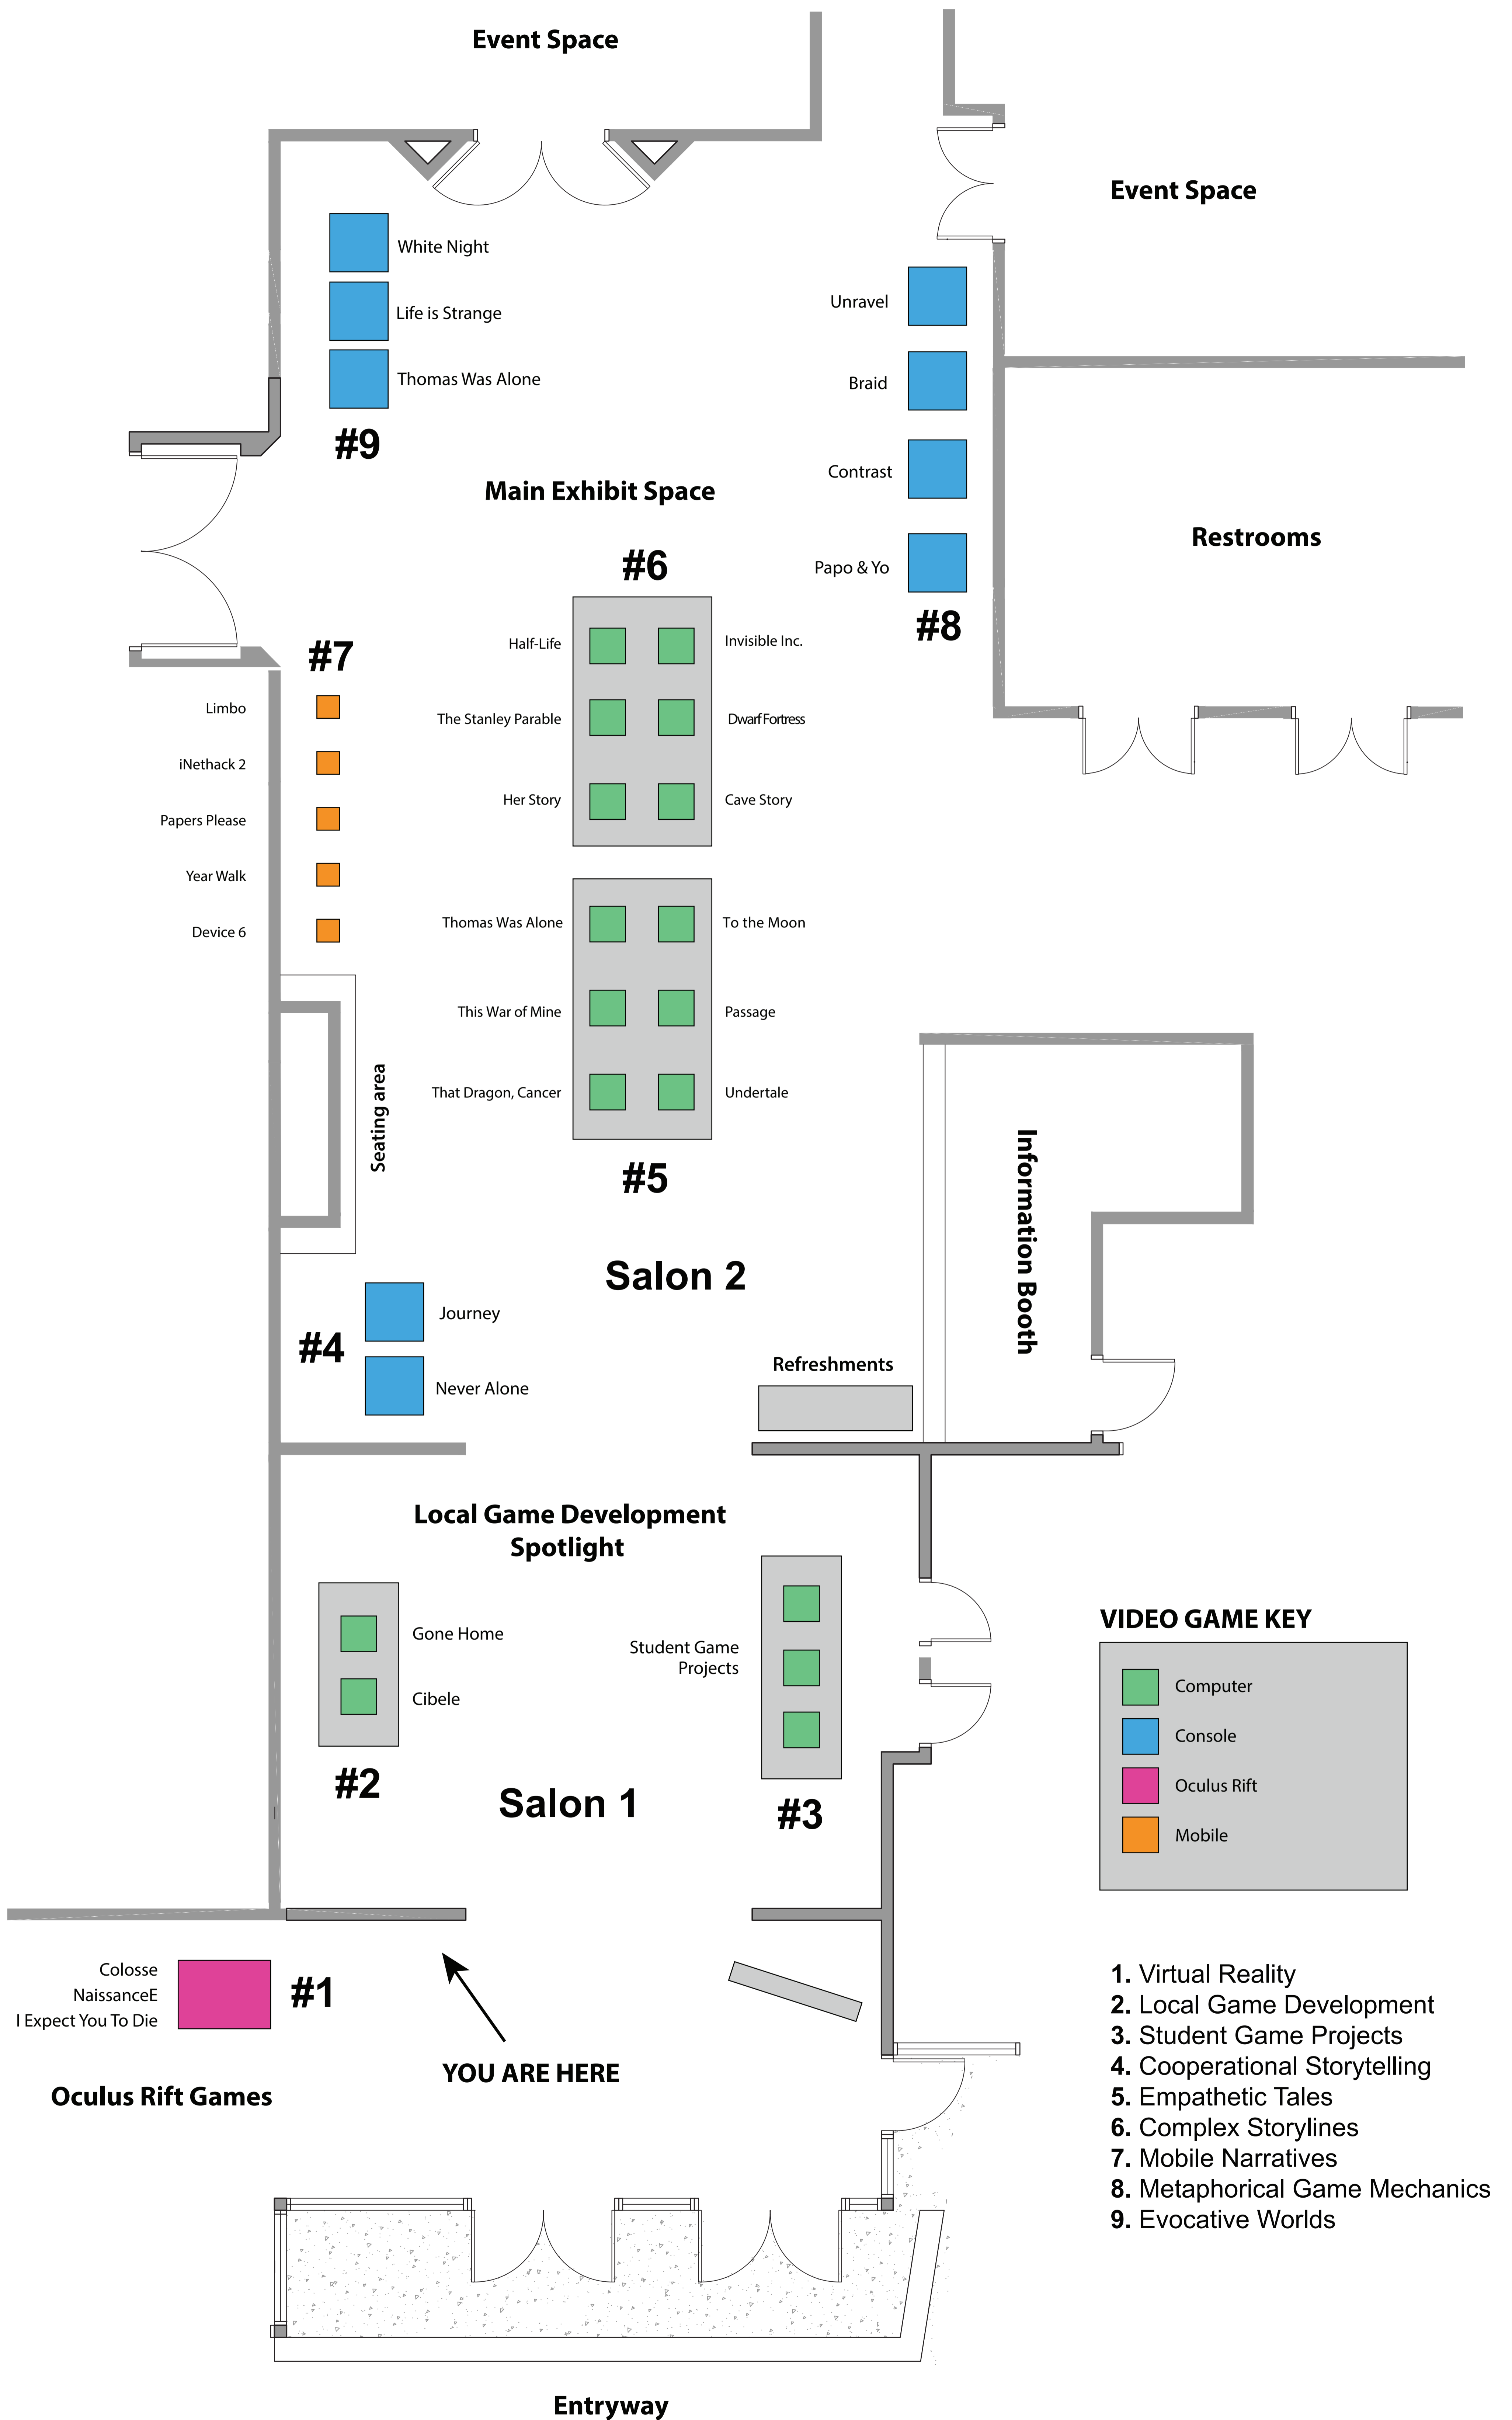 Event Space
Event Space
White Night
Life is Strange
Thomas Was Alone
#9
Unravel
Braid
Contrast
Papo & Yo
#8
Restrooms
Main Exhibit Space
#6
Half-Life
Invisible Inc.
The Stanley Parable
Dwarf Fortress
Her Story
Cave Story
#7
Limbo
iNethack 2
Papers Please
Year Walk
Device 6
Thomas Was Alone
To the Moon
This War of Mine
Passage
That Dragon, Cancer
Undertale
#5
Seating area
Information Booth
Salon 2
#4
Journey
Never Alone
Refreshments
Local Game Development
Spotlight
Gone Home
Cibele
#2
Student Game
Projects
#3
Salon 1
VIDEO GAME KEY
Computer
Console
Oculus Rift
Mobile
Colosse
NaissanceE
I Expect You To Die
#1
Oculus Rift Games
YOU ARE HERE
1. Virtual Reality
2. Local Game Development
3. Student Game Projects
4. Cooperational Storytelling
5. Empathetic Tales
6. Complex Storylines
7. Mobile Narratives
8. Metaphorical Game Mechanics
9. Evocative Worlds
Entryway